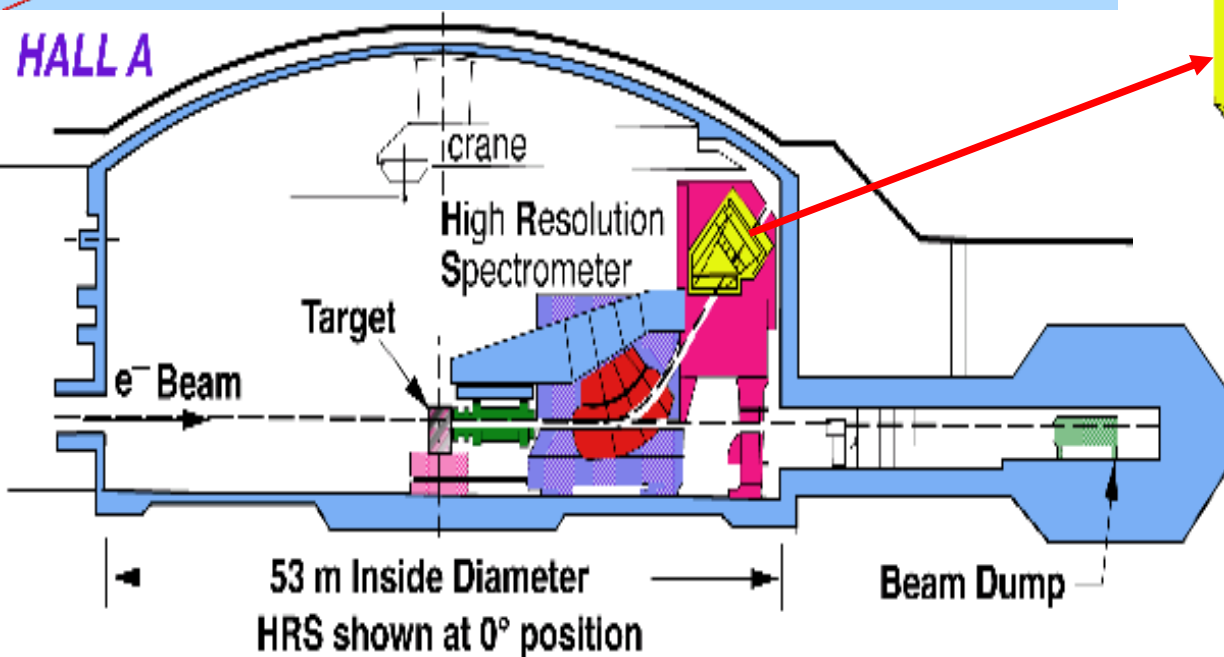 HALL A
crane
High Resolution
Spectrometer
Target
e⁻ Beam
53 m Inside Diameter
HRS shown at 0° position
Beam Dump